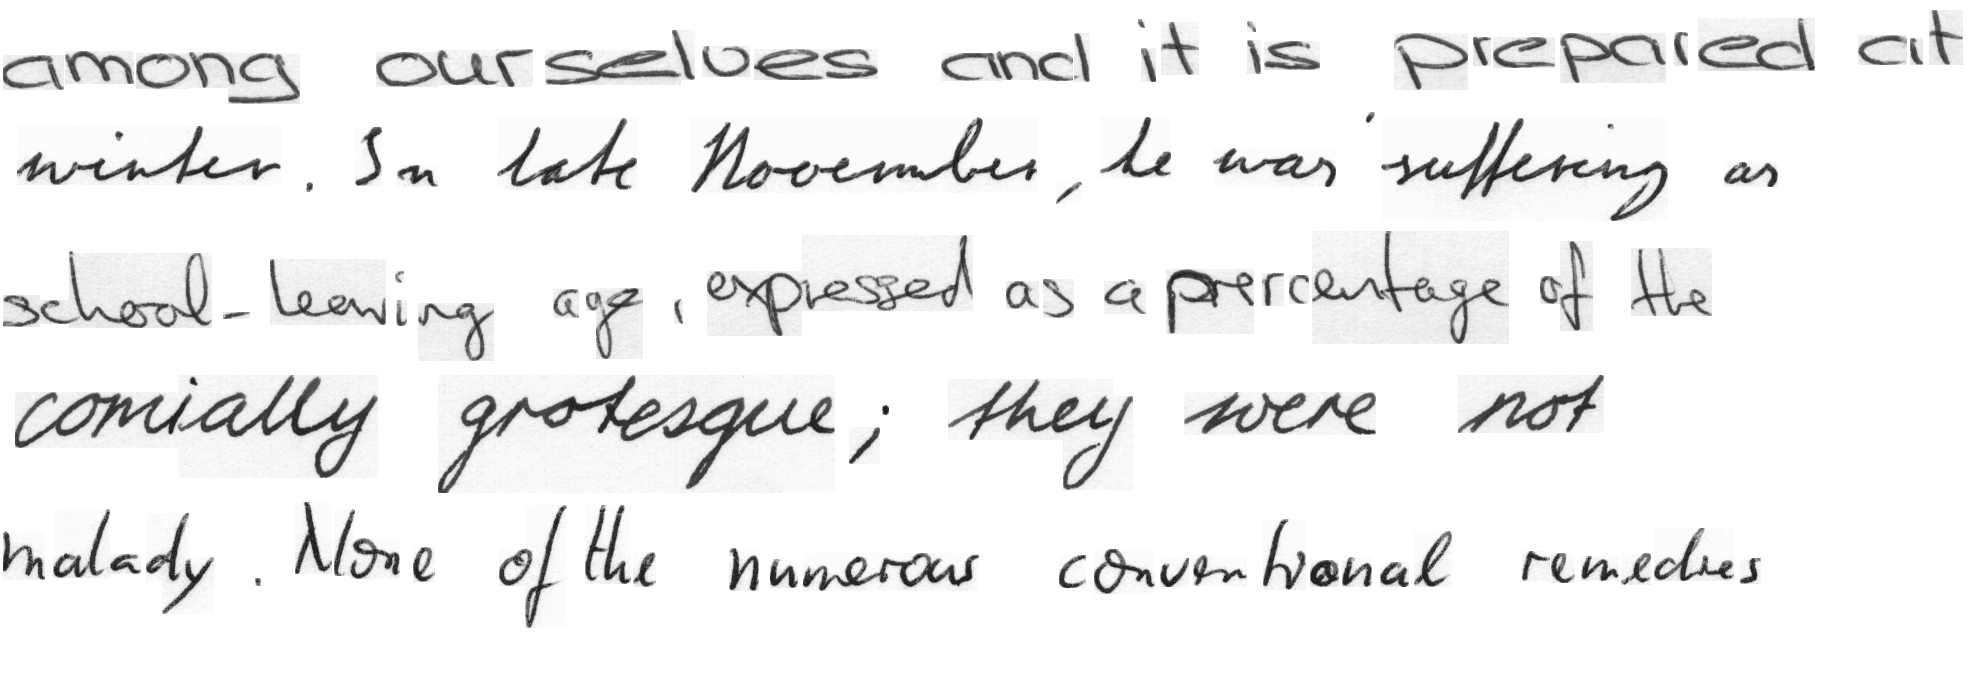 among ourselves and it is prepared at
winter. In late November, he was 'suffering as
school-leaving age, expressed as a prercentage of the
comially grotesque; they were not
malady. None of the numerous conventional remedies